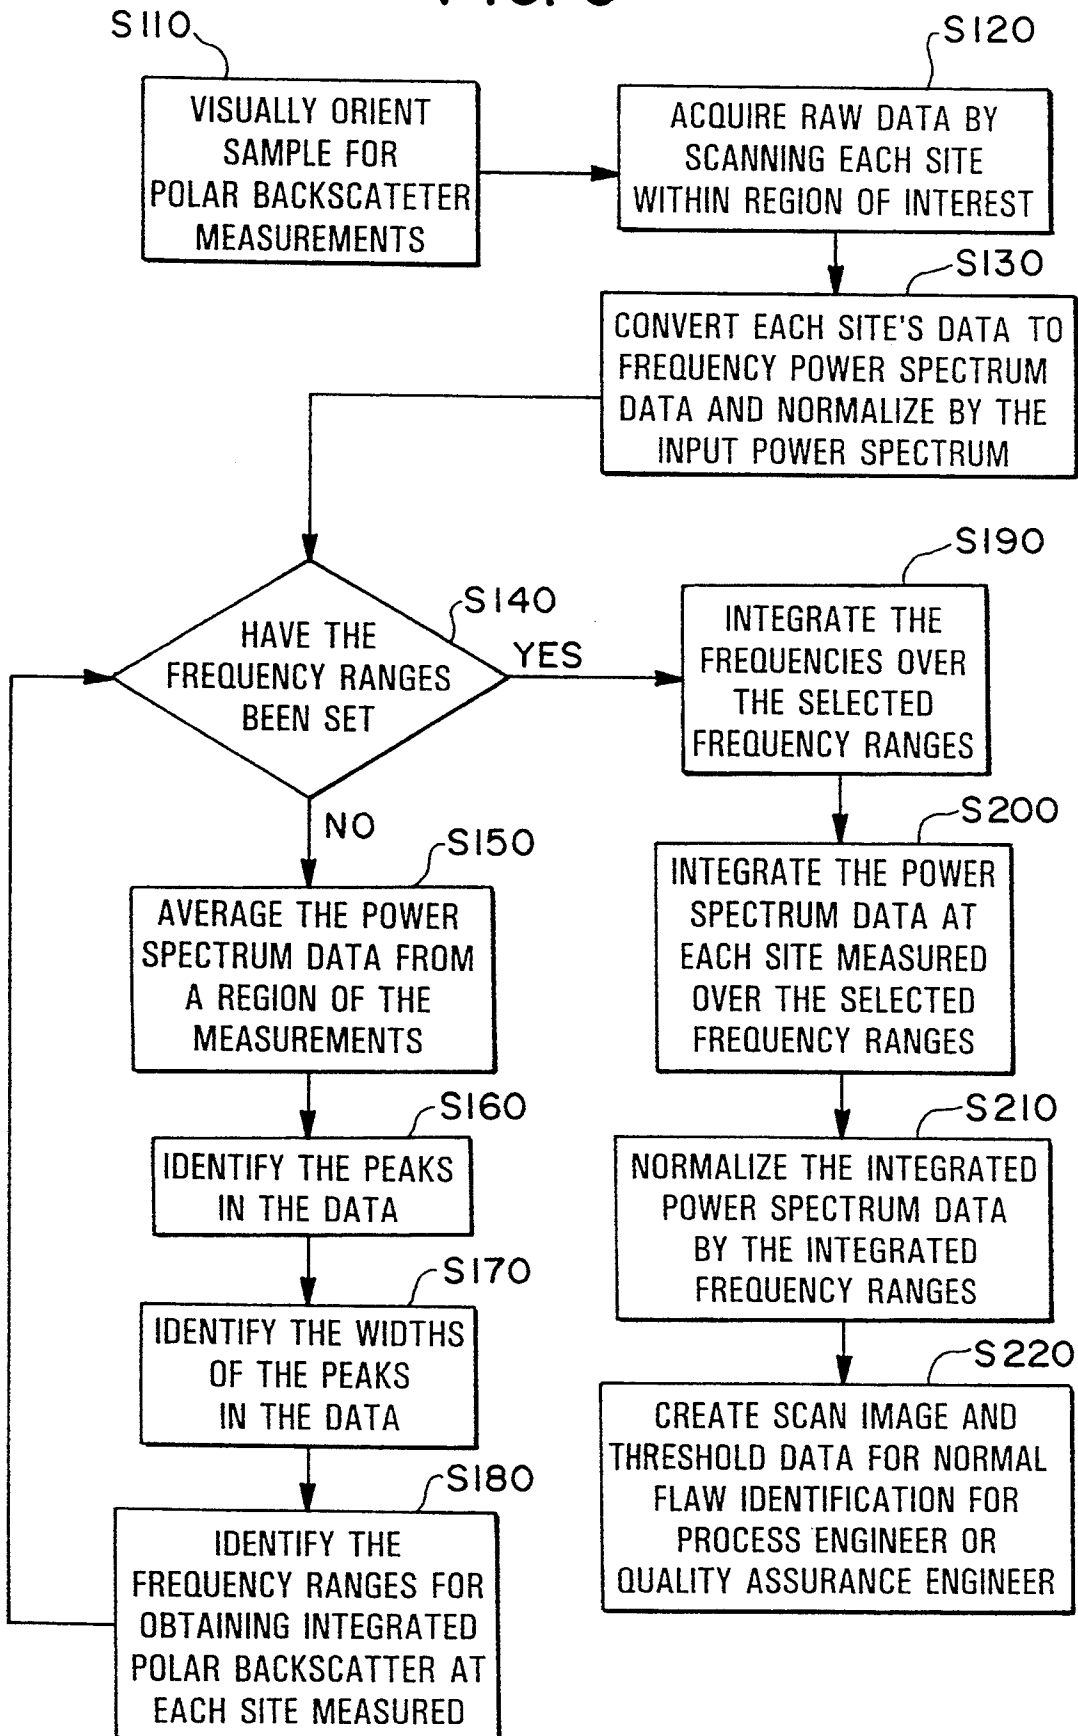 S110
VISUALLY ORIENT
SAMPLE FOR
POLAR BACKSCATETER
MEASUREMENTS
S120
ACQUIRE RAW DATA BY
SCANNING EACH SITE
WITHIN REGION OF INTEREST
S130
CONVERT EACH SITE'S DATA TO
FREQUENCY POWER SPECTRUM
DATA AND NORMALIZE BY THE
INPUT POWER SPECTRUM
S140
HAVE THE
FREQUENCY RANGES
BEEN SET
YES
NO
S150
AVERAGE THE POWER
SPECTRUM DATA FROM
A REGION OF THE
MEASUREMENTS
S160
IDENTIFY THE PEAKS
IN THE DATA
S170
IDENTIFY THE WIDTHS
OF THE PEAKS
IN THE DATA
S180
IDENTIFY THE
FREQUENCY RANGES FOR
OBTAINING INTEGRATED
POLAR BACKSCATTER AT
EACH SITE MEASURED
S190
INTEGRATE THE
FREQUENCIES OVER
THE SELECTED
FREQUENCY RANGES
S200
INTEGRATE THE POWER
SPECTRUM DATA AT
EACH SITE MEASURED
OVER THE SELECTED
FREQUENCY RANGES
S210
NORMALIZE THE INTEGRATED
POWER SPECTRUM DATA
BY THE INTEGRATED
FREQUENCY RANGES
S220
CREATE SCAN IMAGE AND
THRESHOLD DATA FOR NORMAL
FLAW IDENTIFICATION FOR
PROCESS ENGINEER OR
QUALITY ASSURANCE ENGINEER